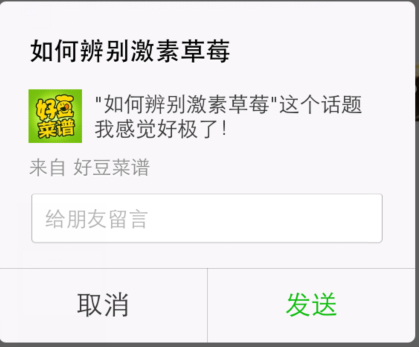 如何辨别激素草莓
好豆
菜谱
"如何辨别激素草莓"这个话题
我感觉好极了!
来自 好豆菜谱
给朋友留言
取消
发送